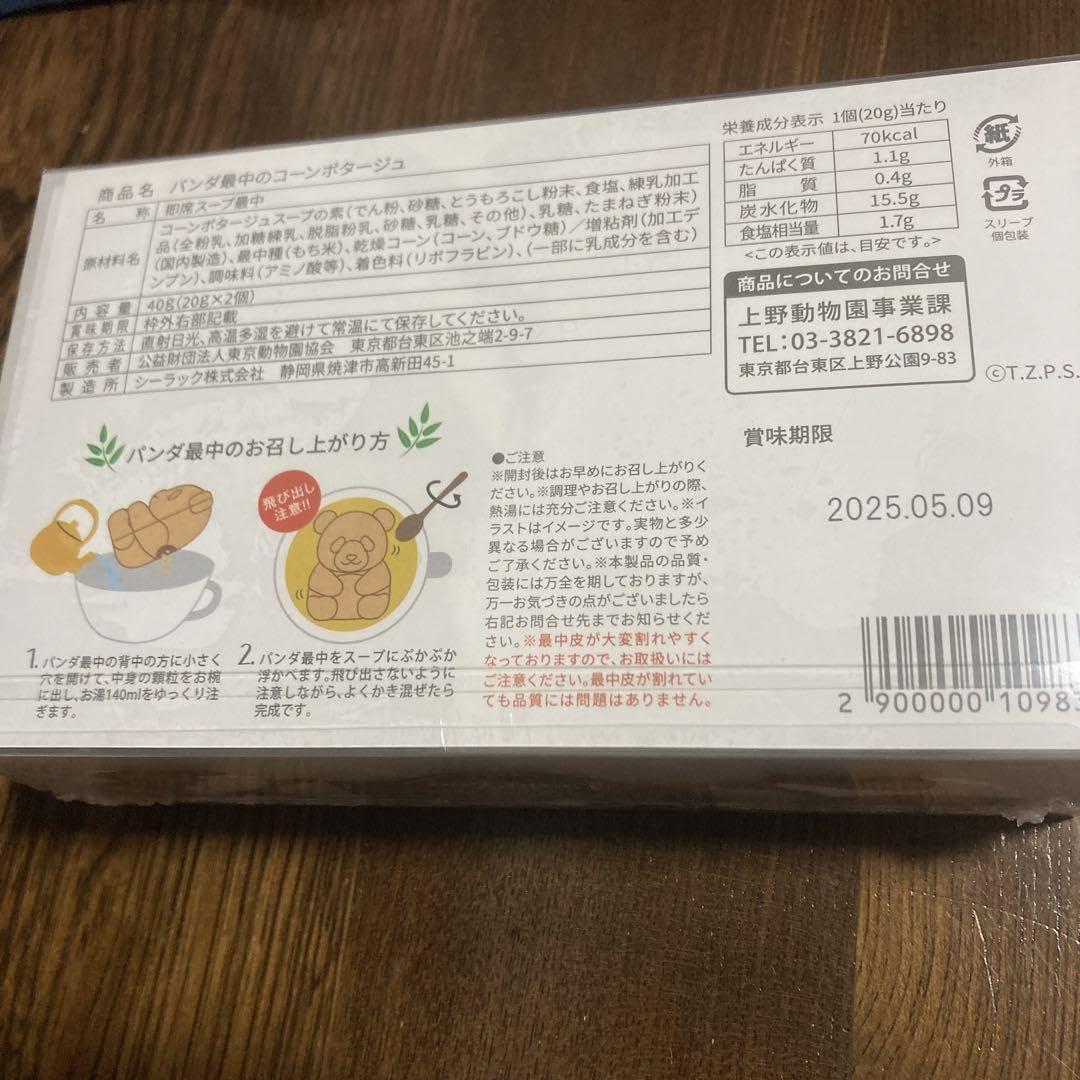 商品名 パンダ最中のコーンポタージュ
名称 即席スープ最中
原材料名 コーンポタージュスープの素(でん粉、砂糖、とうもろこし粉末、食塩、練乳加工
品(全粉乳、加糖練乳、脱脂粉乳、砂糖、乳糖、その他)、乳糖、たまねぎ粉末)
(国内製造)、最中種(もち米)、乾燥コーン(コーン、ブドウ糖)/増粘剤(加工デ
ンプン)、調味料(アミノ酸等)、着色料(リボフラビン)、(一部に乳成分を含む)
内容量 40g(20g×2個)
賞味期限 枠外右部記載
保存方法 直射日光、高温多湿を避けて常温にて保存してください。
販売者 公益財団法人東京動物園協会 東京都台東区池之端2-9-7
製造所 シーラック株式会社 静岡県焼津市高新田45-1
栄養成分表示 1個(20g)当たり
エネルギー 70kcal
たんぱく質 1.1g
脂質 0.4g
炭水化物 15.5g
食塩相当量 1.7g
<この表示値は、目安です。>
紙
外箱
プラ
スリーブ
個包装
商品についてのお問合せ
上野動物園事業課
TEL:03-3821-6898
東京都台東区上野公園9-83
©T.Z.P.S.
賞味期限
2025.05.09
パンダ最中のお召し上がり方
飛び出し
注意!!
1.パンダ最中の背中の方に小さく
穴を開けて、中身の顆粒をお椀
に出し、お湯140mlをゆっくり注
ぎます。
2.パンダ最中をスープにぷかぷか
浮かべます。飛び出さないように
注意しながら、よくかき混ぜたら
完成です。
●ご注意
※開封後はお早めにお召し上がりく
ださい。※調理やお召し上がりの際、
熱湯には充分ご注意ください。※イ
ラストはイメージです。実物と多少
異なる場合がございますので予め
ご了承ください。※本製品の品質・
包装には万全を期しておりますが、
万一お気づきの点がございましたら
右記お問合せ先までお知らせくだ
さい。※最中皮が大変割れやすく
なっておりますので、お取扱いには
ご注意ください。最中皮が割れてい
ても品質には問題はありません。
2 900000 10983